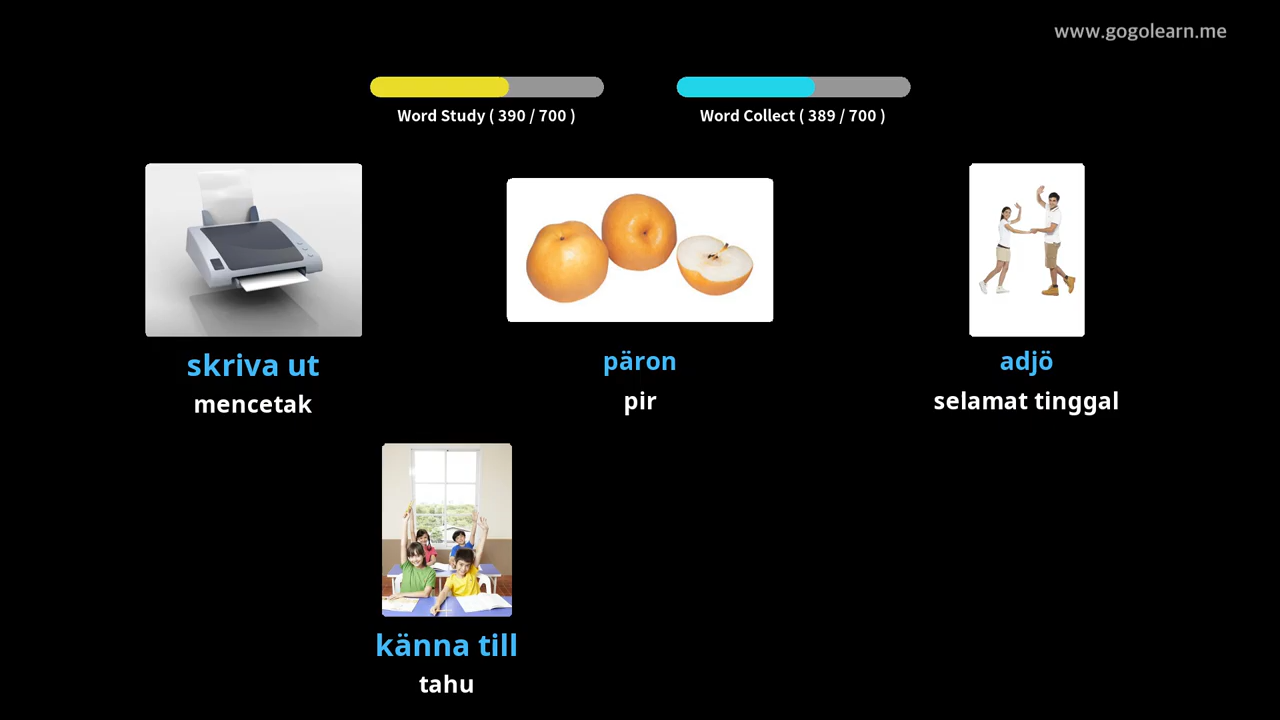 www.gogolearn.me
Word Study ( 390 / 700 )
Word Collect ( 389 / 700 )
skriva ut
mencetak
päron
pir
adjö
selamat tinggal
känna till
tahu